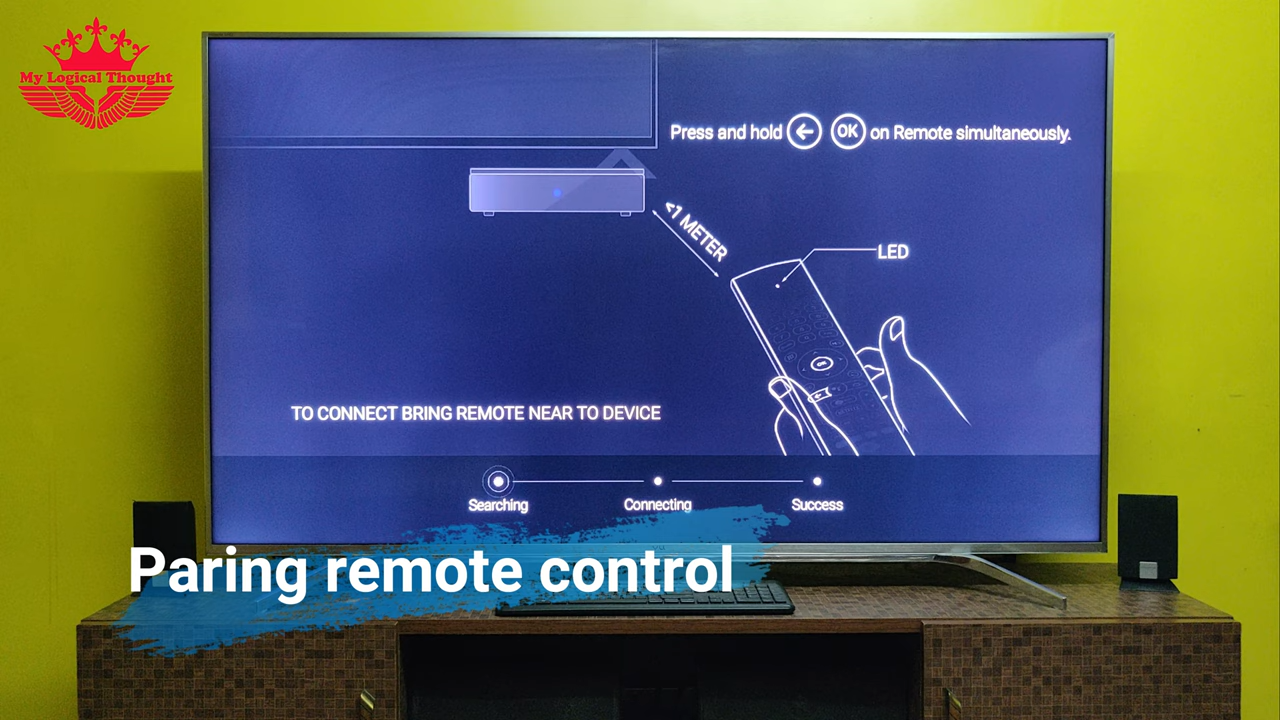 My Logical Thought
Press and hold ← OK on Remote simultaneously.
<1 METER
LED
OK
TO CONNECT BRING REMOTE NEAR TO DEVICE
Searching
Connecting
Success
Paring remote control